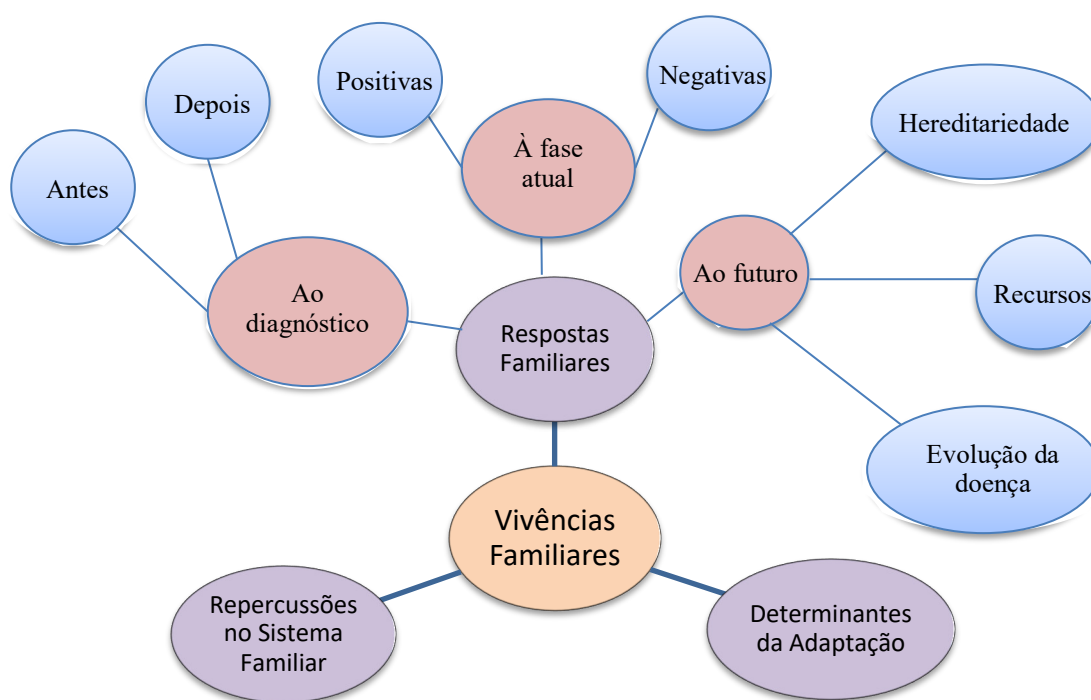 Positivas
Negativas
Depois
À fase
atual
Hereditariedade
Antes
Ao futuro
Ao
diagnóstico
Recursos
Respostas
Familiares
Evolução da
doença
Vivências
Familiares
Repercussões
no Sistema
Familiar
Determinantes
da Adaptação